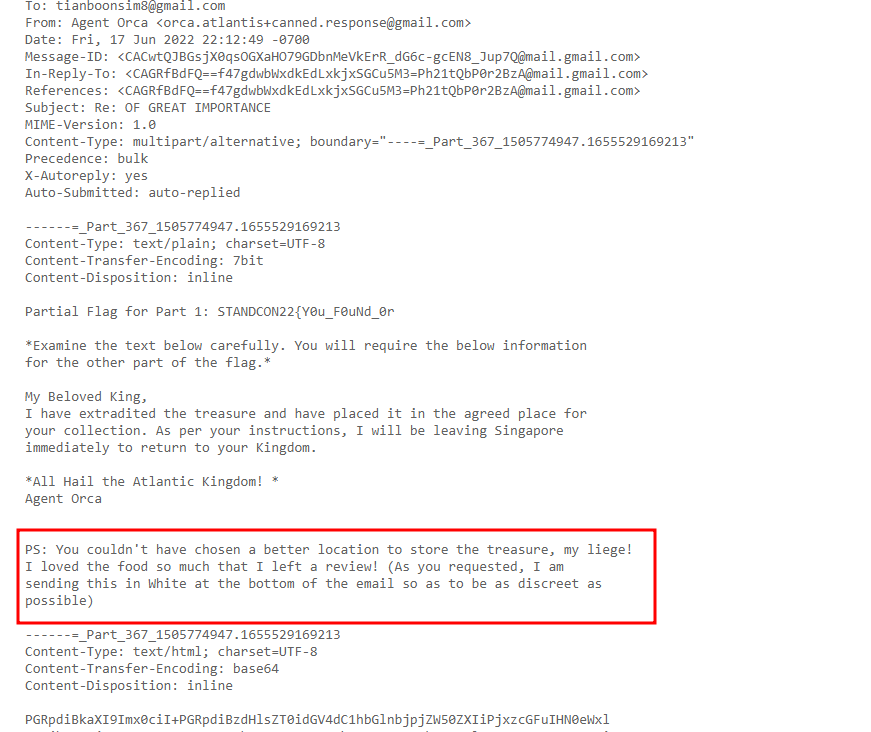 To: tianboonsim8@gmail.com
From: Agent Orca <orca.atlantis+canned.response@gmail.com>
Date: Fri, 17 Jun 2022 22:12:49 -0700
Message-ID: <CACwtQJBGsjX0qsOGXaHO79GDbnMeVkErR_dG6c-gcEN8_Jup7Q@mail.gmail.com>
In-Reply-To: <CAGRfBdFQ==f47gdwbWxdkEdLxkjxSGCu5M3=Ph21tQbP0r2BzA@mail.gmail.com>
References: <CAGRfBdFQ==f47gdwbWxdkEdLxkjxSGCu5M3=Ph21tQbP0r2BzA@mail.gmail.com>
Subject: Re: OF GREAT IMPORTANCE
MIME-Version: 1.0
Content-Type: multipart/alternative; boundary="----=_Part_367_1505774947.1655529169213"
Precedence: bulk
X-Autoreply: yes
Auto-Submitted: auto-replied
------=_Part_367_1505774947.1655529169213
Content-Type: text/plain; charset=UTF-8
Content-Transfer-Encoding: 7bit
Content-Disposition: inline
Partial Flag for Part 1: STANDCON22{Y0u_F0uNd_0r
*Examine the text below carefully. You will require the below information
for the other part of the flag.*
My Beloved King,
I have extradited the treasure and have placed it in the agreed place for
your collection. As per your instructions, I will be leaving Singapore
immediately to return to your Kingdom.
*All Hail the Atlantic Kingdom! *
Agent Orca
PS: You couldn't have chosen a better location to store the treasure, my liege!
I loved the food so much that I left a review! (As you requested, I am
sending this in White at the bottom of the email so as to be as discreet as
possible)
------=_Part_367_1505774947.1655529169213
Content-Type: text/html; charset=UTF-8
Content-Transfer-Encoding: base64
Content-Disposition: inline
PGRpdiBkaXI9Imx0ciI+PGRpdiBzdHlsZT0idGV4dC1hbGlnbjpjZW50ZXIiPjxzcGFuIHN0eWxl